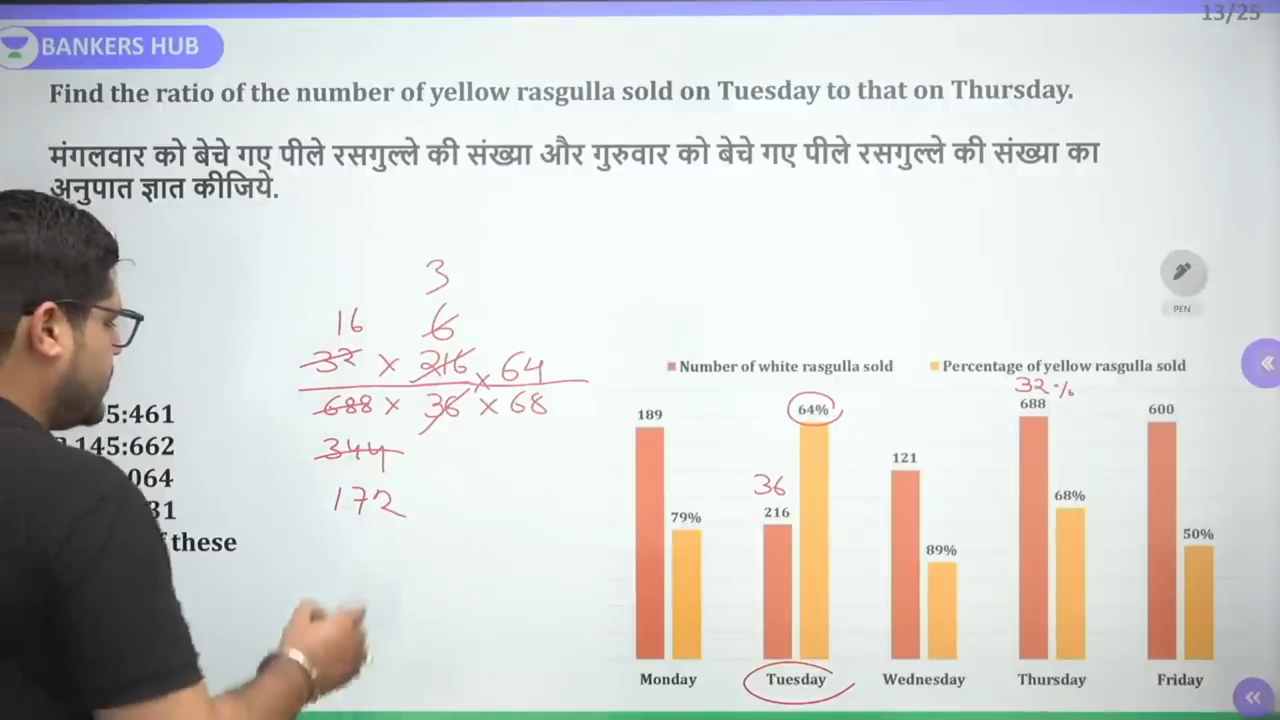 13/25
BANKERS HUB
Find the ratio of the number of yellow rasgulla sold on Tuesday to that on Thursday.
मंगलवार को बेचे गए पीले रसगुल्ले की संख्या और गुरुवार को बेचे गए पीले रसगुल्ले की संख्या का
अनुपात ज्ञात कीजिये.
3
16 6
32 × 216 × 64
688 × 36 × 68
344
172
5:461
145:662
064
31
these
PEN
Number of white rasgulla sold Percentage of yellow rasgulla sold
32%
189 64% 688 600
121
36
216 68%
79% 50%
89%
Monday Tuesday Wednesday Thursday Friday